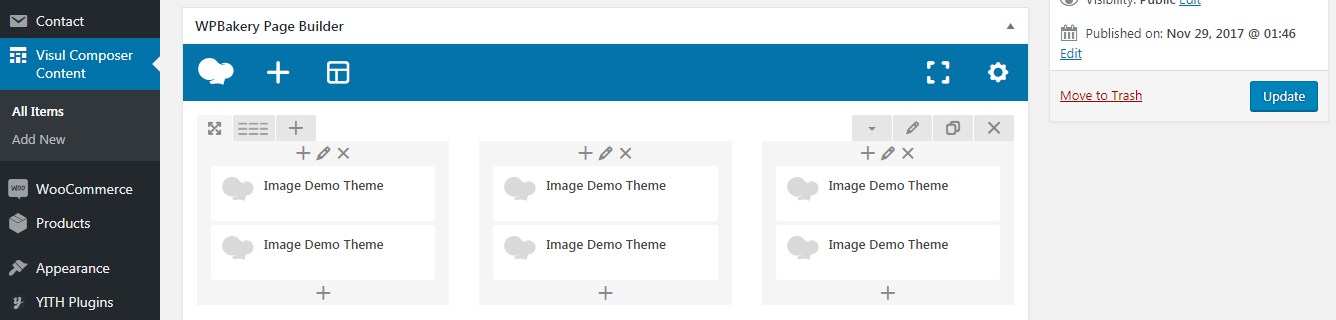 Contact
Visul Composer
Content
All Items
Add New
WOO
WooCommerce
Products
Appearance
YITH Plugins
WPBakery Page Builder
Image Demo Theme
Image Demo Theme
Image Demo Theme
Image Demo Theme
Image Demo Theme
Image Demo Theme
Visibility: Public Edit
Published on: Nov 29, 2017 @ 01:46
Edit
Move to Trash
Update